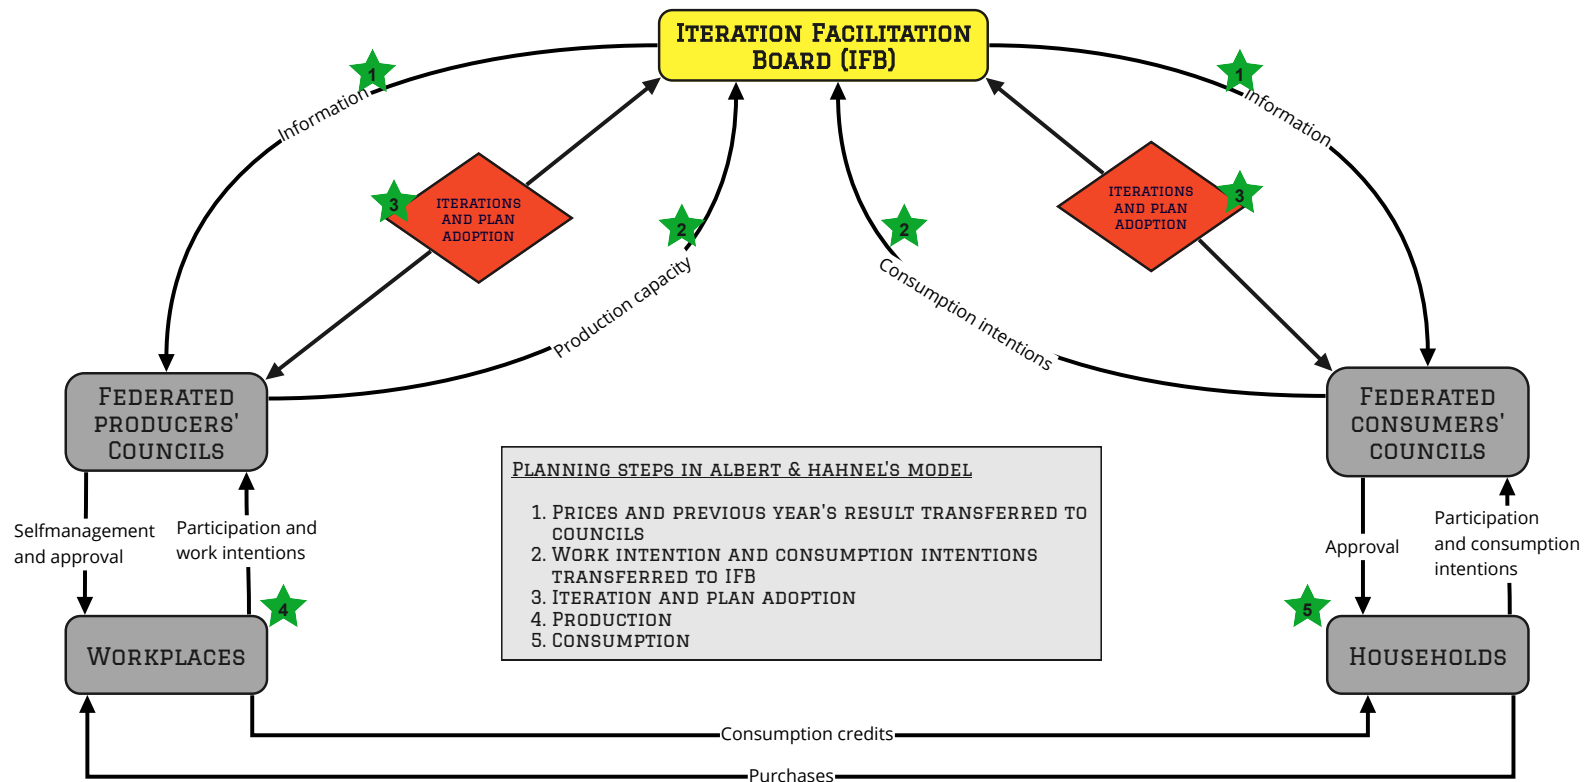 Iteration Facilitation
Board (IFB)
1
Information
1
Information
3
iterations
and plan
adoption
2
Production capacity
2
Consumption intentions
3
iterations
and plan
adoption
Federated
producers'
Councils
Federated
consumers'
councils
Selfmanagement
and approval
Participation and
work intentions
Planning steps in Albert & Hahnel's model
1. Prices and previous year's result transferred to
councils
2. Work intention and consumption intentions
transferred to IFB
3. Iteration and plan adoption
4. Production
5. Consumption
Approval
Participation
and consumption
intentions
4
Workplaces
5
Households
Consumption credits
Purchases